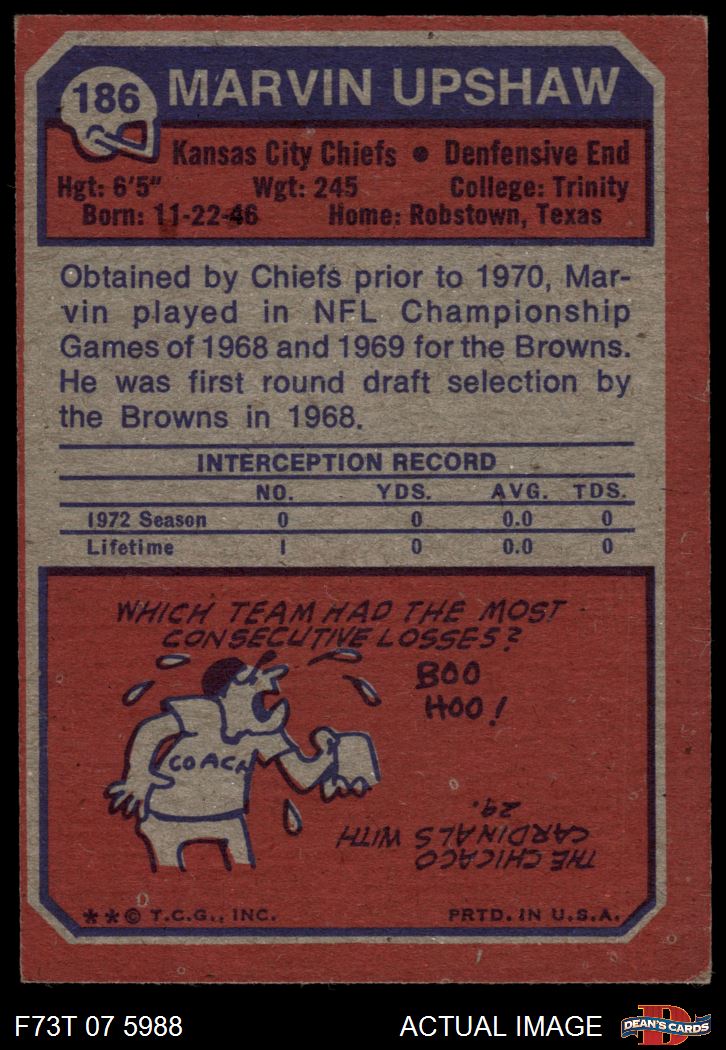 186 MARVIN UPSHAW
Kansas City Chiefs • Denfensive End
Hgt: 6'5" Wgt: 245 College: Trinity
Born: 11-22-46 Home: Robstown, Texas
Obtained by Chiefs prior to 1970, Mar-
vin played in NFL Championship
Games of 1968 and 1969 for the Browns.
He was first round draft selection by
the Browns in 1968.
INTERCEPTION RECORD
NO. YDS. AVG. TDS.
1972 Season 0 0 0.0 0
Lifetime 1 0 0.0 0
WHICH TEAM HAD THE MOST
CONSECUTIVE LOSSES?
BOO
HOO!
COACH
THE CHICAGO
CARDINALS WITH
29.
**© T.C.G., INC. PRTD. IN U.S.A.
F73T 07 5988 ACTUAL IMAGE
D
DEAN'S CARDS